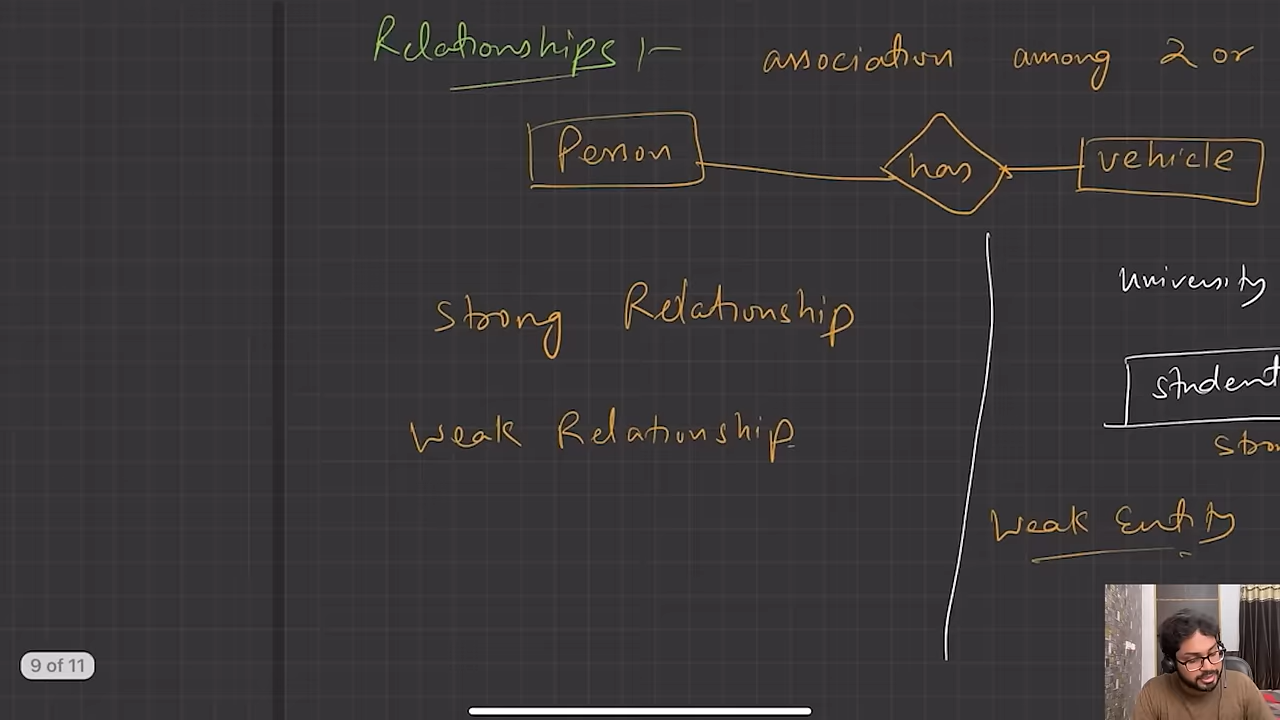 Relationships :- association among 2 or
Person has vehicle
Strong Relationship
Weak Relationship
University
Student
Stro
Weak Entity
9 of 11